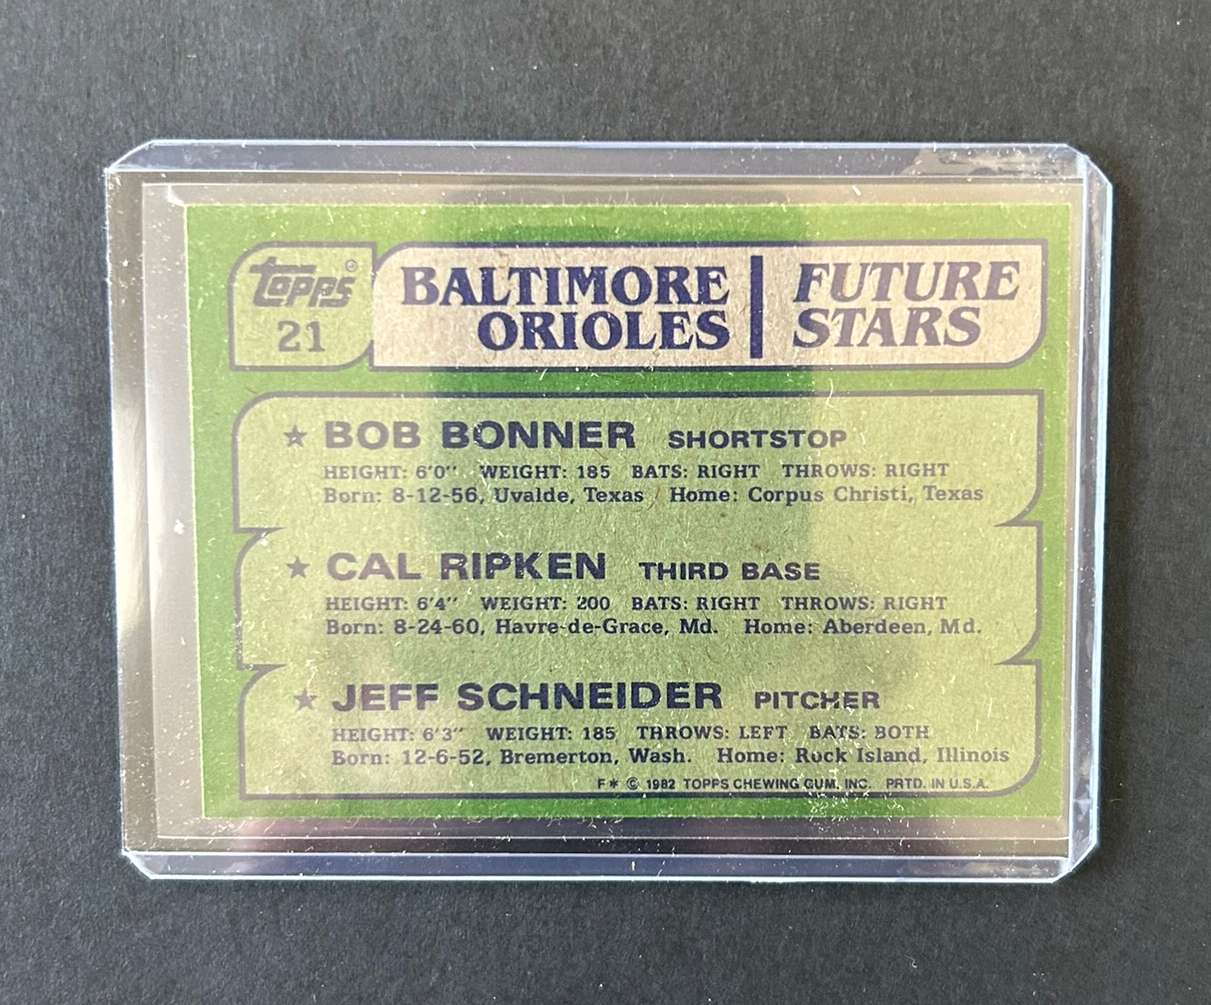 Topps®
21
BALTIMORE
ORIOLES
FUTURE
STARS
★ BOB BONNER SHORTSTOP
HEIGHT: 6'0" WEIGHT: 185 BATS: RIGHT THROWS: RIGHT
Born: 8-12-56, Uvalde, Texas Home: Corpus Christi, Texas
★ CAL RIPKEN THIRD BASE
HEIGHT: 6'4" WEIGHT: 200 BATS: RIGHT THROWS: RIGHT
Born: 8-24-60, Havre-de-Grace, Md. Home: Aberdeen, Md.
★ JEFF SCHNEIDER PITCHER
HEIGHT: 6'3" WEIGHT: 185 THROWS: LEFT BATS: BOTH
Born: 12-6-52, Bremerton, Wash. Home: Rock Island, Illinois
F* © 1982 TOPPS CHEWING GUM, INC. PRTD. IN U.S.A.